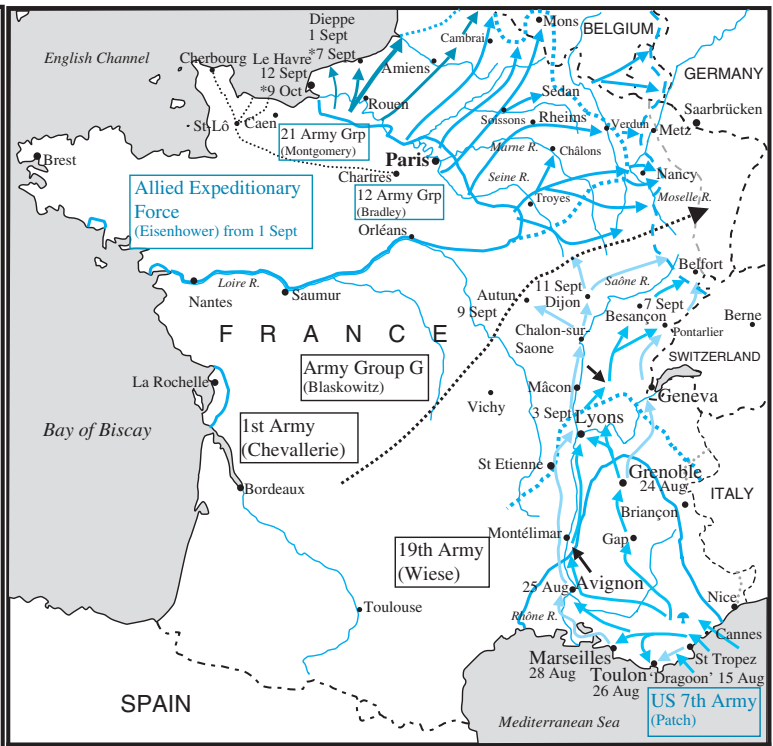 Dieppe
1 Sept
*7 Sept
Mons
English Channel
Cherbourg
Le Havre
12 Sept
*9 Oct
Cambrai
BELGIUM
Amiens
GERMANY
Rouen
Sedan
Saarbrücken
St-Lô
Caen
Soissons
Rheims
Verdun
Metz
21 Army Grp
(Montgomery)
Brest
Paris
Marne R.
Châlons
Chartres
Seine R.
Nancy
Allied Expeditionary
Force
(Eisenhower) from 1 Sept
12 Army Grp
(Bradley)
Troyes
Moselle R.
Orléans
Belfort
Loire R.
Nantes
Saumur
Autun
9 Sept
11 Sept
Dijon
Saône R.
7 Sept
Besançon
Pontarlier
Berne
FRANCE
Chalon-sur
Saone
SWITZERLAND
Army Group G
(Blaskowitz)
La Rochelle
Vichy
Mâcon
Geneva
3 Sept
Lyons
1st Army
(Chevallerie)
Bay of Biscay
St Etienne
Grenoble
24 Aug
ITALY
Bordeaux
Briançon
Montélimar
Gap
19th Army
(Wiese)
25 Aug
Avignon
Nice
Toulouse
Rhône R.
Cannes
Marseilles
28 Aug
Toulon
26 Aug
St Tropez
'Dragoon' 15 Aug
SPAIN
US 7th Army
(Patch)
Mediterranean Sea